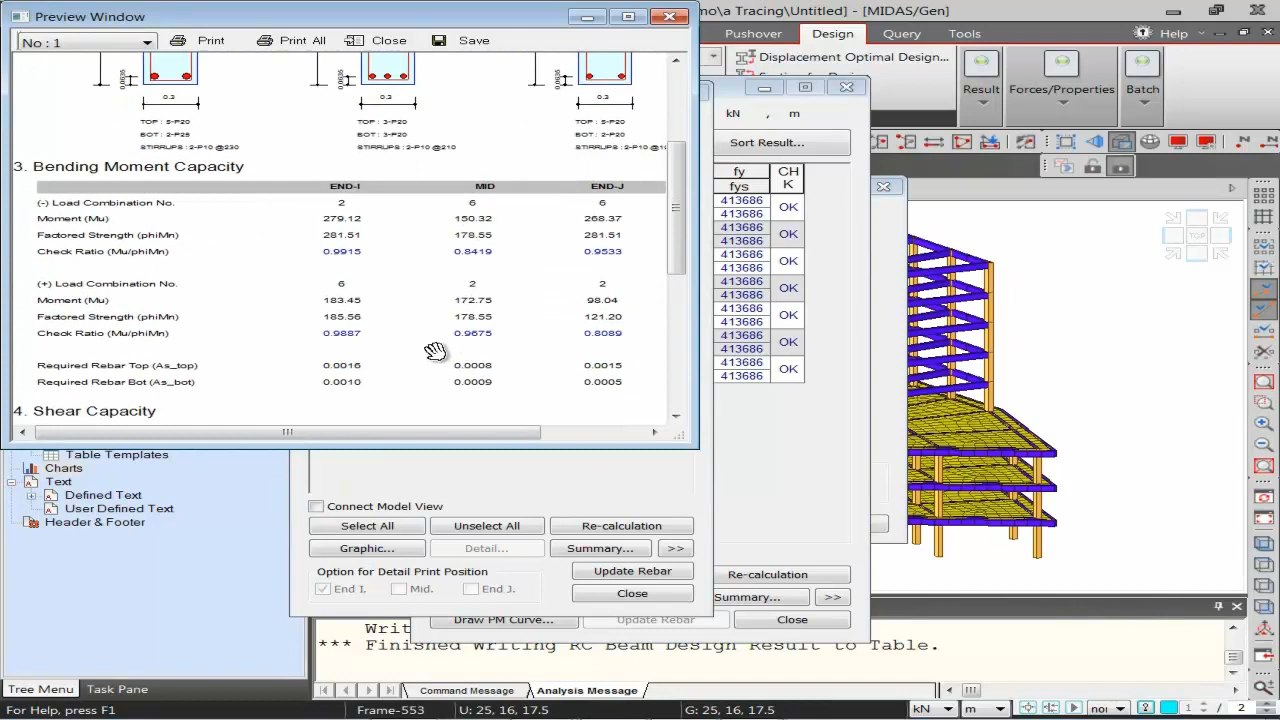 Preview Window
mo\a Tracing\Untitled] - [MIDAS/Gen]
No : 1
Print
Print All
Close
Save
Pushover
Design
Query
Tools
Help
Displacement Optimal Design...
Result
Forces/Properties
Batch
0.3
0.3
0.3
TOP : 5-P20
TOP : 3-P20
TOP : 5-P20
BOT : 2-P25
BOT : 3-P20
BOT : 2-P20
STIRRUPS : 2-P10 @230
STIRRUPS : 2-P10 @210
STIRRUPS : 2-P10 @1
3. Bending Moment Capacity
END-I MID END-J
(-) Load Combination No. 2 6 6
Moment (Mu) 279.12 150.32 268.37
Factored Strength (phiMn) 281.51 178.55 281.51
Check Ratio (Mu/phiMn) 0.9915 0.8419 0.9533
(+) Load Combination No. 6 2 2
Moment (Mu) 183.45 172.75 98.04
Factored Strength (phiMn) 185.56 178.55 121.20
Check Ratio (Mu/phiMn) 0.9887 0.9675 0.8089
Required Rebar Top (As_top) 0.0016 0.0008 0.0015
Required Rebar Bot (As_bot) 0.0010 0.0009 0.0005
4. Shear Capacity
kN , m
Sort Result...
fy CH
fys K
413686
413686 OK
413686
413686 OK
413686
413686 OK
413686
413686 OK
413686
413686 OK
413686
413686 OK
413686
413686 OK
TOP
Table Templates
Charts
Text
Defined Text
User Defined Text
Header & Footer
Connect Model View
Select All
Unselect All
Re-calculation
Graphic...
Detail...
Summary...
>>
Option for Detail Print Position
End I.
Mid.
End J.
Update Rebar
Close
Re-calculation
Summary...
>>
Draw PM Curve...
Update Rebar
Close
Writ
*** Finished Writing RC Beam Design Result to Table.
Tree Menu
Task Pane
Command Message
Analysis Message
For Help, press F1
Frame-553
U: 25, 16, 17.5
G: 25, 16, 17.5
kN
m
1
/ 2